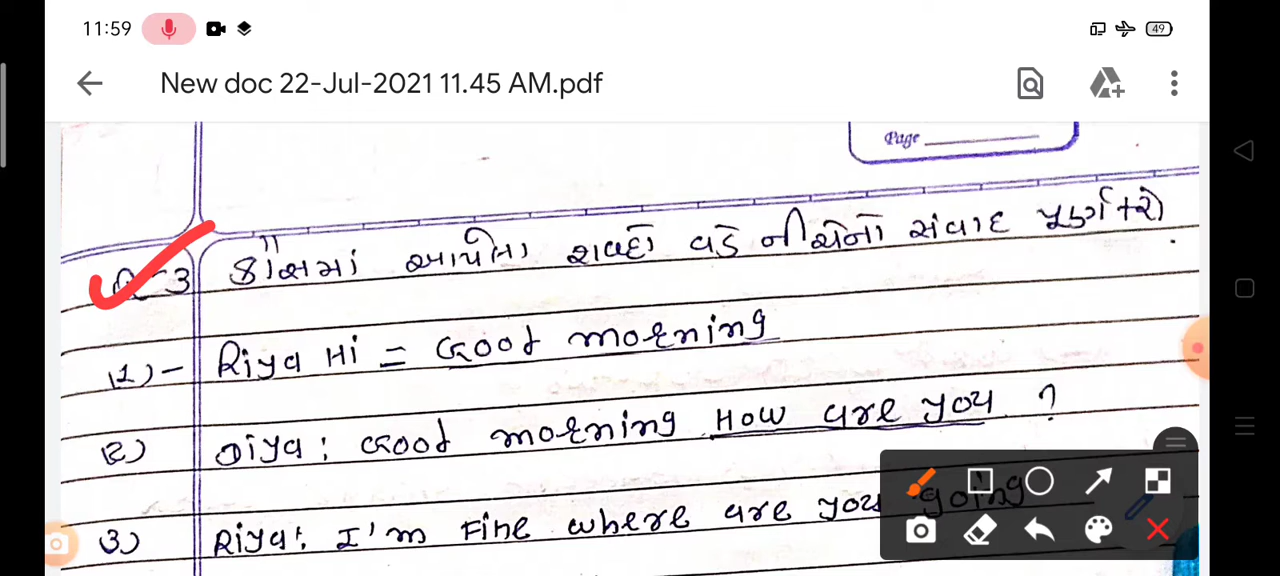 11:59
49
New doc 22-Jul-2021 11.45 AM.pdf
Page
Q-3 કૌંસમાં આપેલા શબ્દો વડે નીચેનો સંવાદ પૂર્ણ કરો.
(1) - Riya Hi = Good morning
(2) Diya : Good morning How are you ?
(3) Riya : I'm Fine where are you going